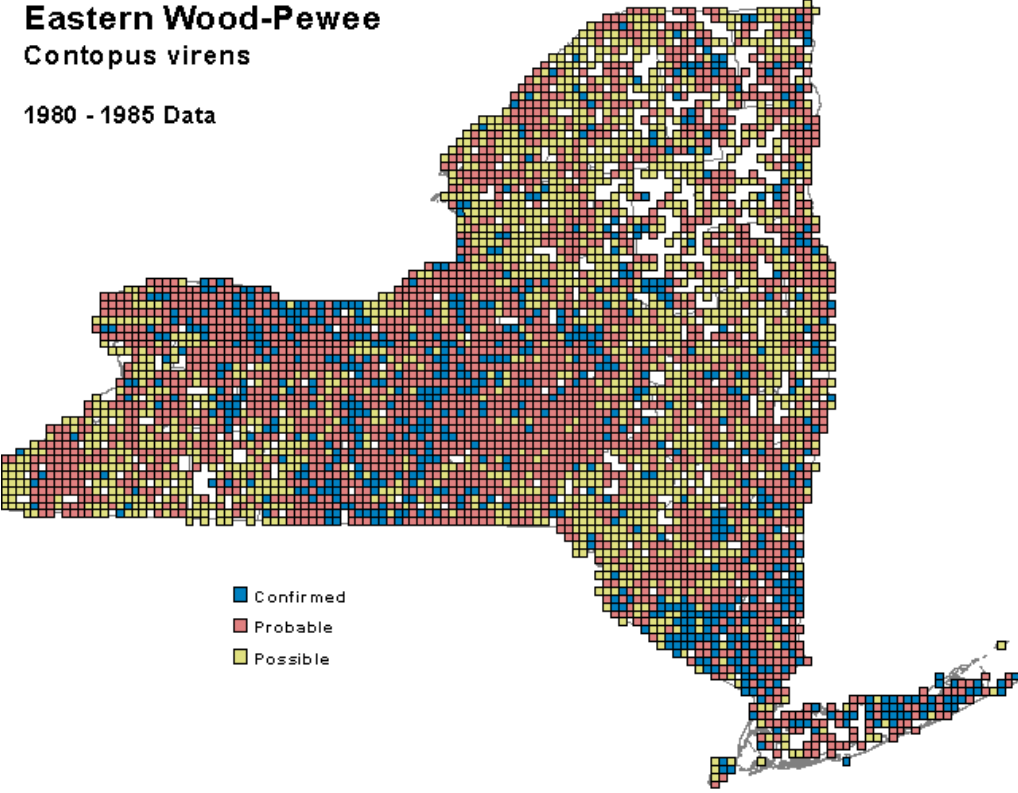 Eastern Wood-Pewee
Contopus virens
1980 - 1985 Data
Confirmed
Probable
Possible